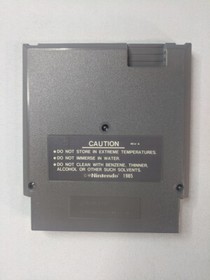 CAUTION
• DO NOT STORE IN EXTREME TEMPERATURES.
• DO NOT IMMERSE IN WATER.
• DO NOT CLEAN WITH BENZENE, THINNER,
ALCOHOL OR OTHER SUCH SOLVENTS.
Nintendo 1985